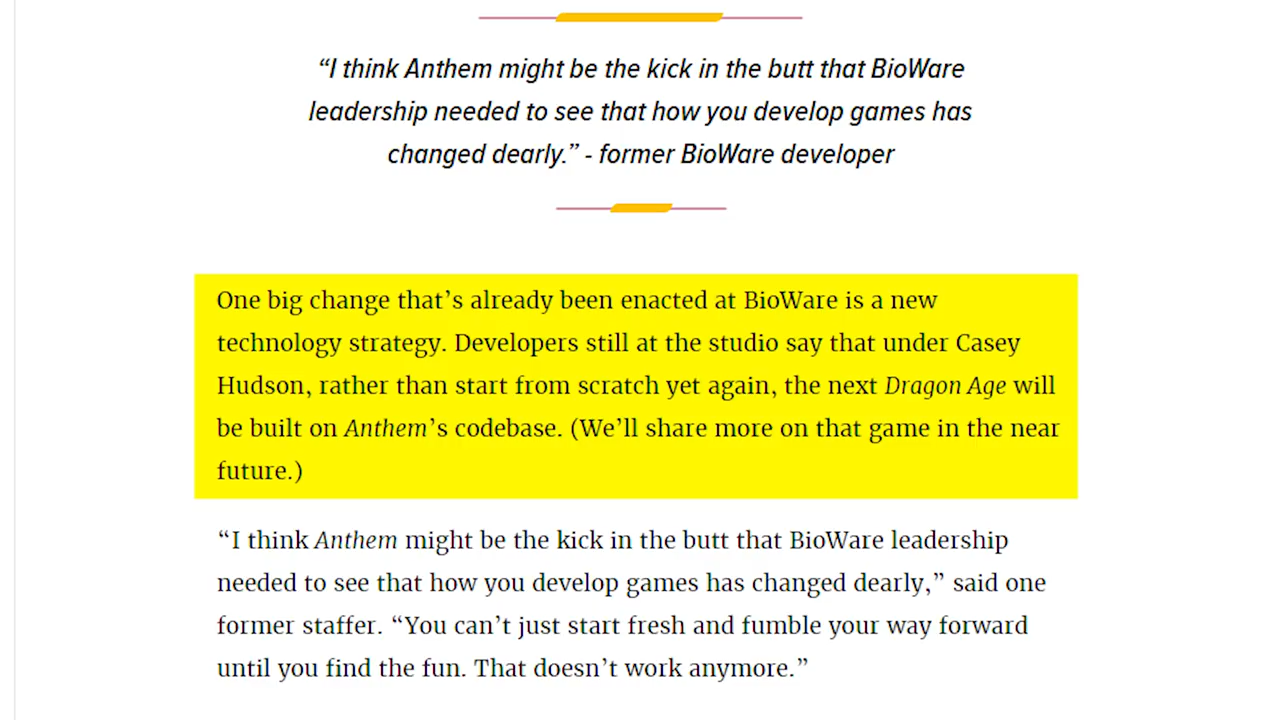 “I think Anthem might be the kick in the butt that BioWare
leadership needed to see that how you develop games has
changed dearly.” - former BioWare developer
One big change that’s already been enacted at BioWare is a new
technology strategy. Developers still at the studio say that under Casey
Hudson, rather than start from scratch yet again, the next Dragon Age will
be built on Anthem’s codebase. (We’ll share more on that game in the near
future.)
“I think Anthem might be the kick in the butt that BioWare leadership
needed to see that how you develop games has changed dearly,” said one
former staffer. “You can’t just start fresh and fumble your way forward
until you find the fun. That doesn’t work anymore.”